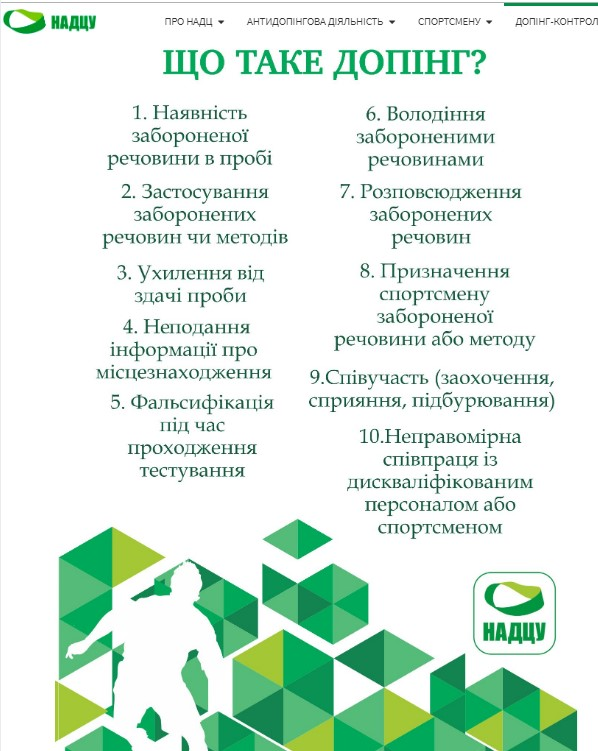 НАДЦУ
ПРО НАДЦ
АНТИДОПІНГОВА ДІЯЛЬНІСТЬ
СПОРТСМЕНУ
ДОПІНГ-КОНТРОЛ
ЩО ТАКЕ ДОПІНГ?
1. Наявність
забороненої
речовини в пробі
2. Застосування
заборонених
речовин чи методів
3. Ухилення від
здачі проби
4. Неподання
інформації про
місцезнаходження
5. Фальсифікація
під час
проходження
тестування
6. Володіння
забороненими
речовинами
7. Розповсюдження
заборонених
речовин
8. Призначення
спортсмену
забороненої
речовини або методу
9.Співучасть (заохочення,
сприяння, підбурювання)
10.Неправомірна
співпраця із
дискваліфікованим
персоналом або
спортсменом
НАДЦУ